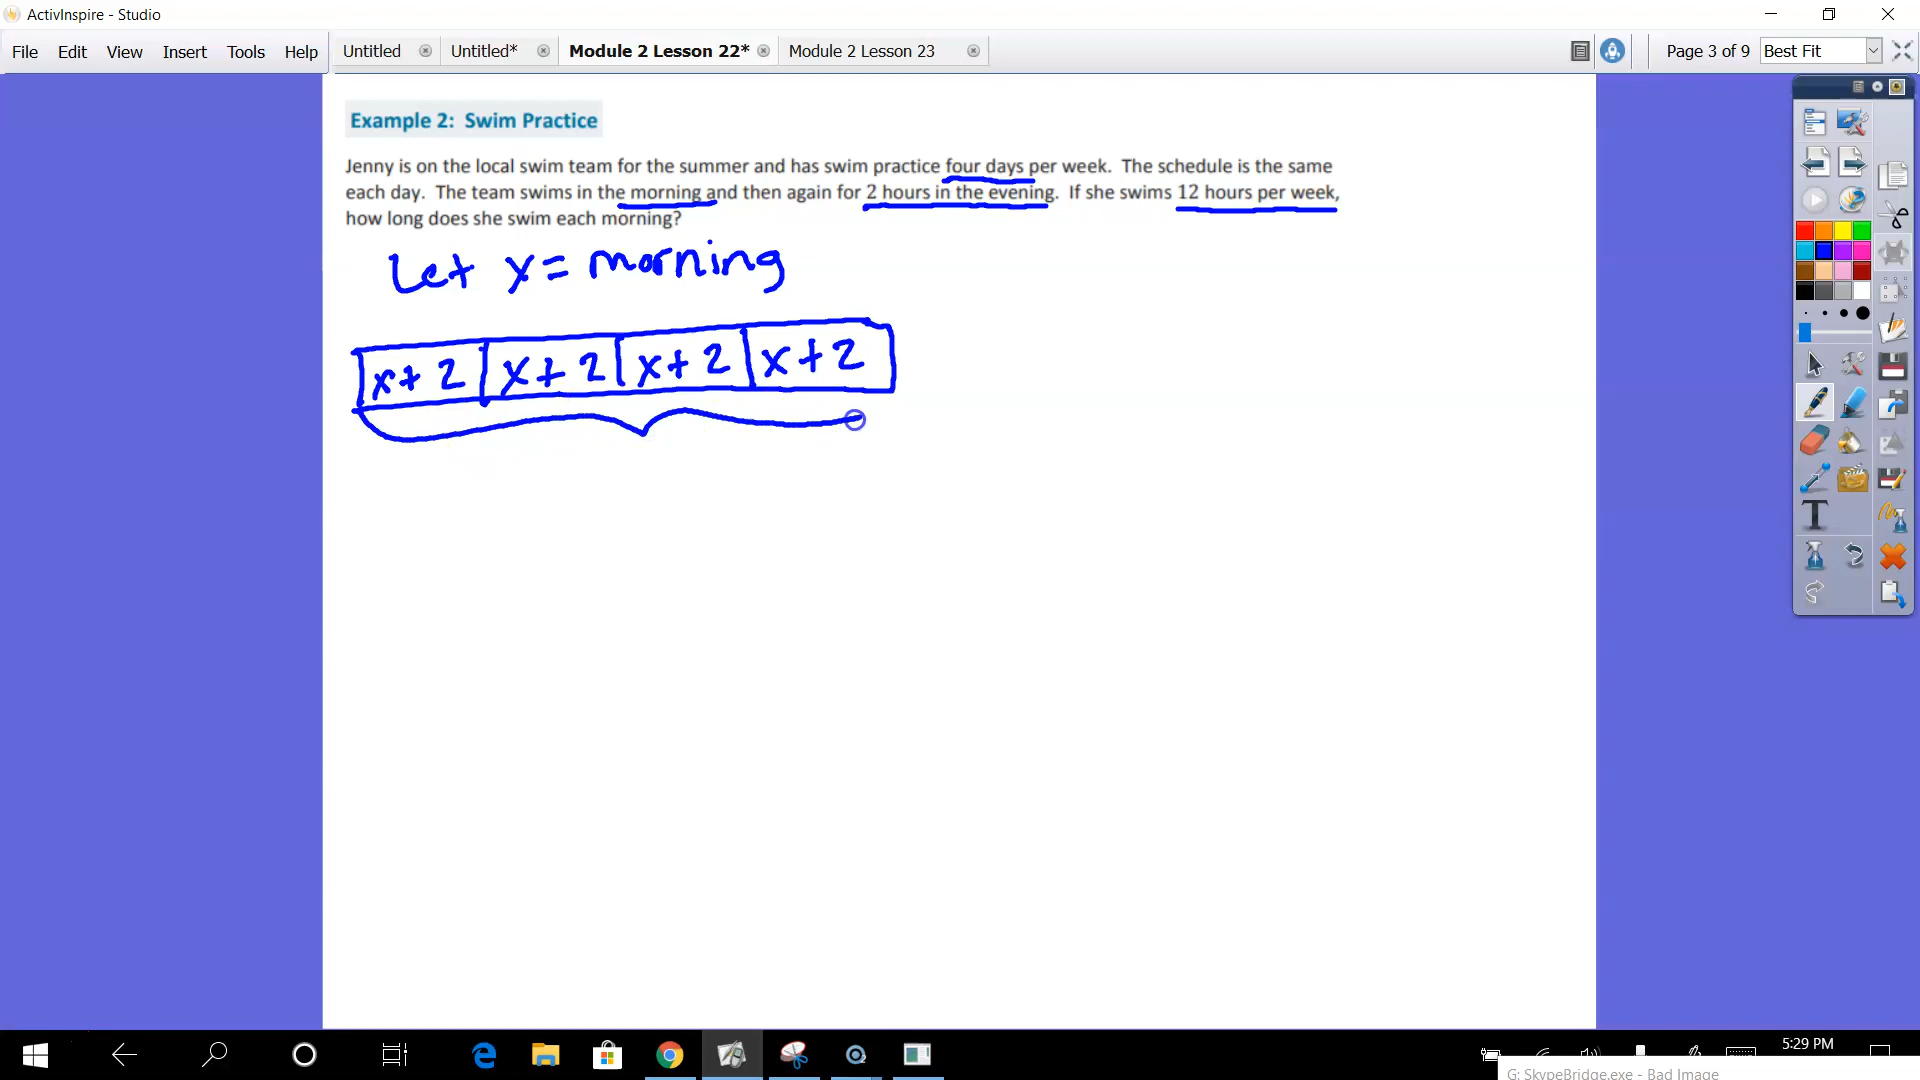 ActivInspire - Studio
File Edit View Insert Tools Help Untitled Untitled* Module 2 Lesson 22* Module 2 Lesson 23 Page 3 of 9 Best Fit
Example 2: Swim Practice
Jenny is on the local swim team for the summer and has swim practice four days per week. The schedule is the same
each day. The team swims in the morning and then again for 2 hours in the evening. If she swims 12 hours per week,
how long does she swim each morning?
Let x = morning
x+2 x+2 x+2 x+2
T
5:29 PM
G: SkypeBridge.exe - Bad Image